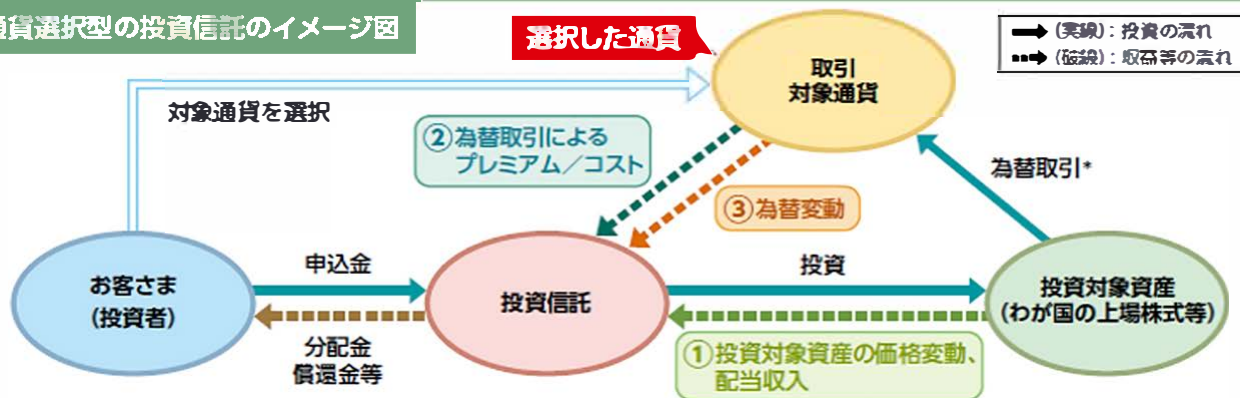 通貨選択型の投資信託のイメージ図
選択した通貨
(実線)：投資の流れ
(破線)：収益等の流れ
取引
対象通貨
対象通貨を選択
②為替取引による
プレミアム／コスト
為替取引*
③為替変動
お客さま
(投資者)
申込金
投資信託
投資
投資対象資産
(わが国の上場株式等)
分配金
償還金等
①投資対象資産の価格変動、
配当収入